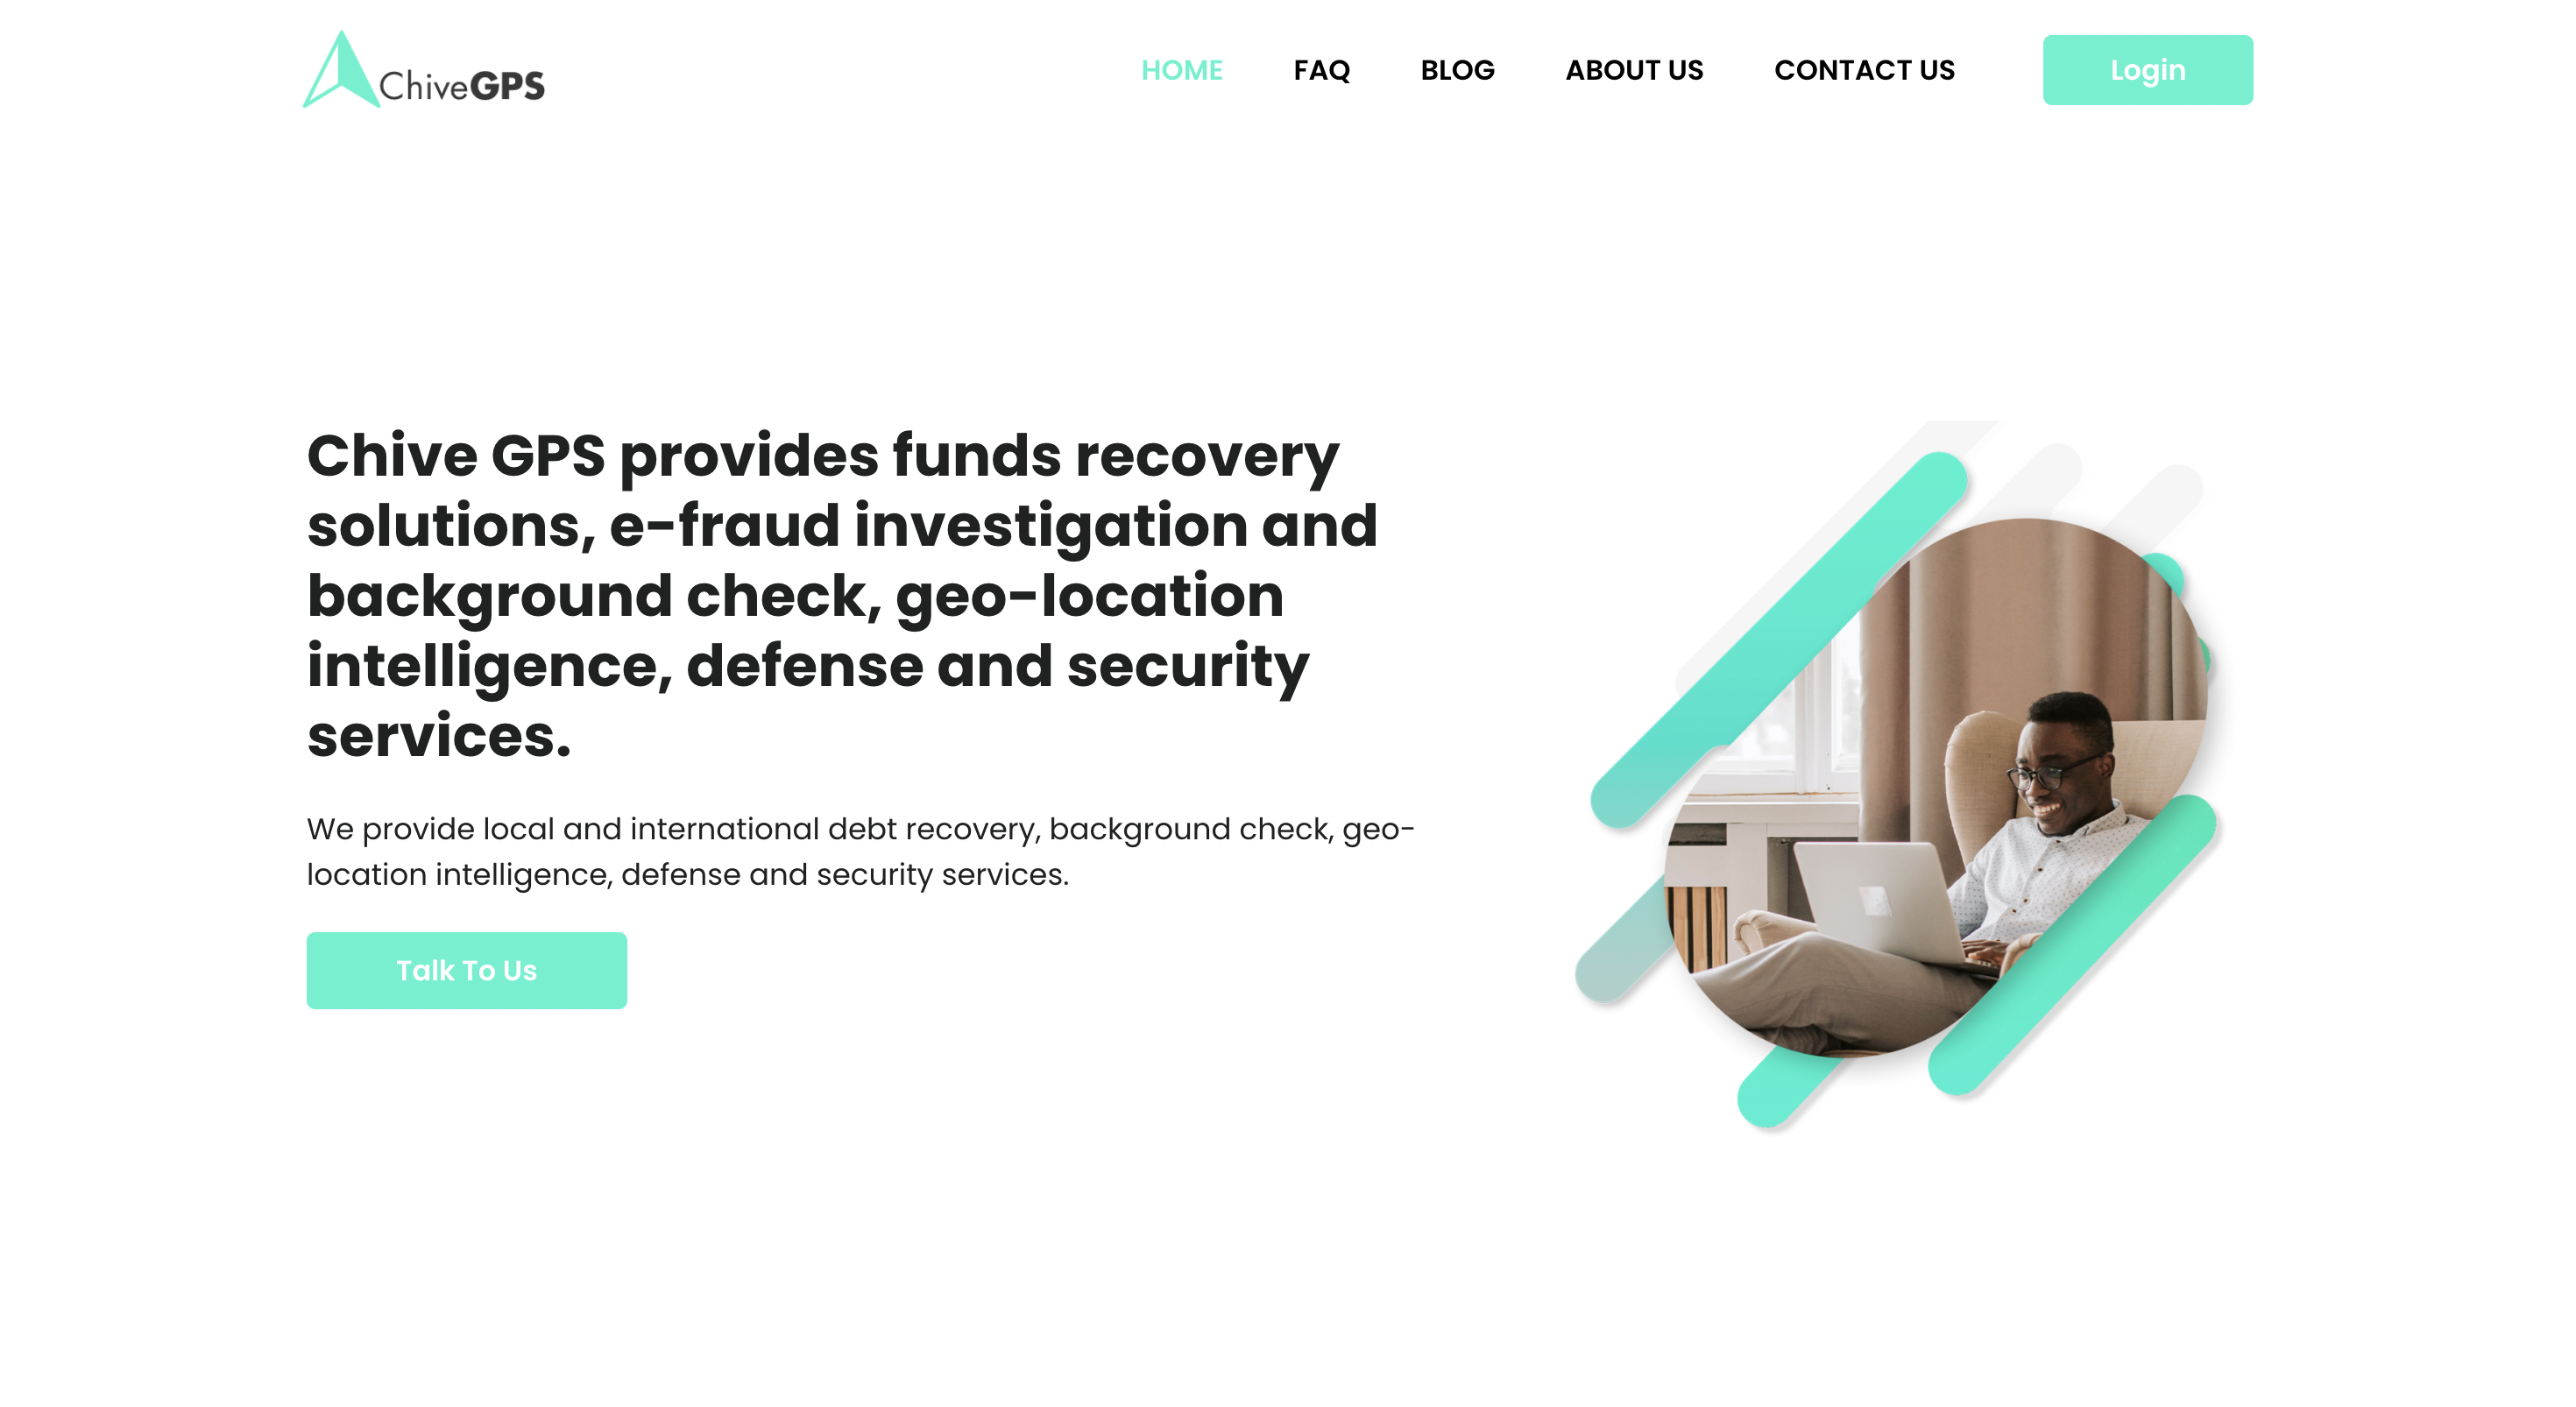 ChiveGPS
HOME
FAQ
BLOG
ABOUT US
CONTACT US
Login
Chive GPS provides funds recovery
solutions, e-fraud investigation and
background check, geo-location
intelligence, defense and security
services.
We provide local and international debt recovery, background check, geo-
location intelligence, defense and security services.
Talk To Us